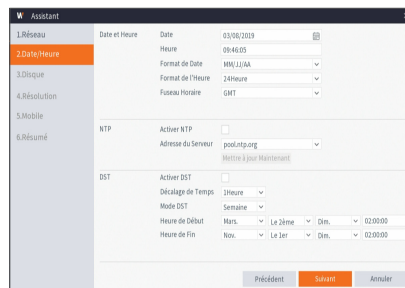 W Assistant
1.Réseau
2.Date/Heure
3.Disque
4.Résolution
5.Mobile
6.Résumé
Date et Heure Date 03/08/2019
Heure 09:46:05
Format de Date MM/JJ/AA
Format de l'Heure 24Heure
Fuseau Horaire GMT
NTP Activer NTP
Adresse du Serveur pool.ntp.org
Mettre à jour Maintenant
DST Activer DST
Décalage de Temps 1Heure
Mode DST Semaine
Heure de Début Mars. Le 2ème Dim. 02:00:00
Heure de Fin Nov. Le 1er Dim. 02:00:00
Précédent Suivant Annuler